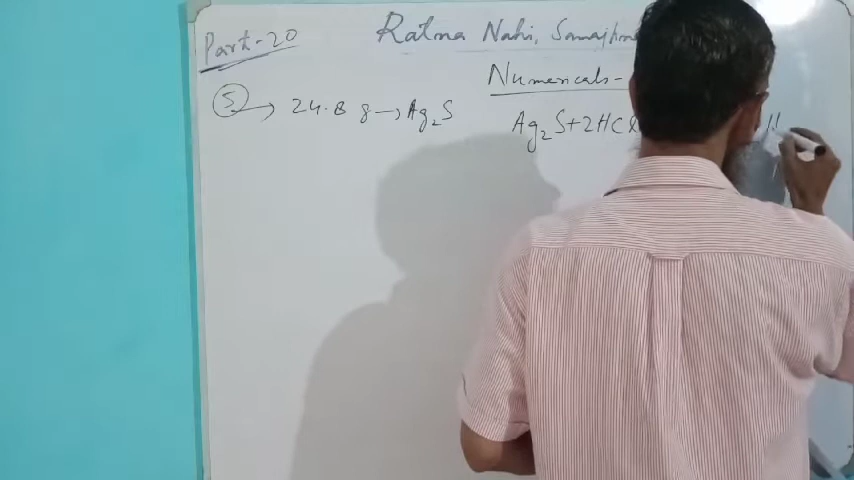 Part-20
Ratna Nahi, Samajhna
Numericals-
5 → 24.8 g → Ag₂S
Ag₂S+2HCl
H